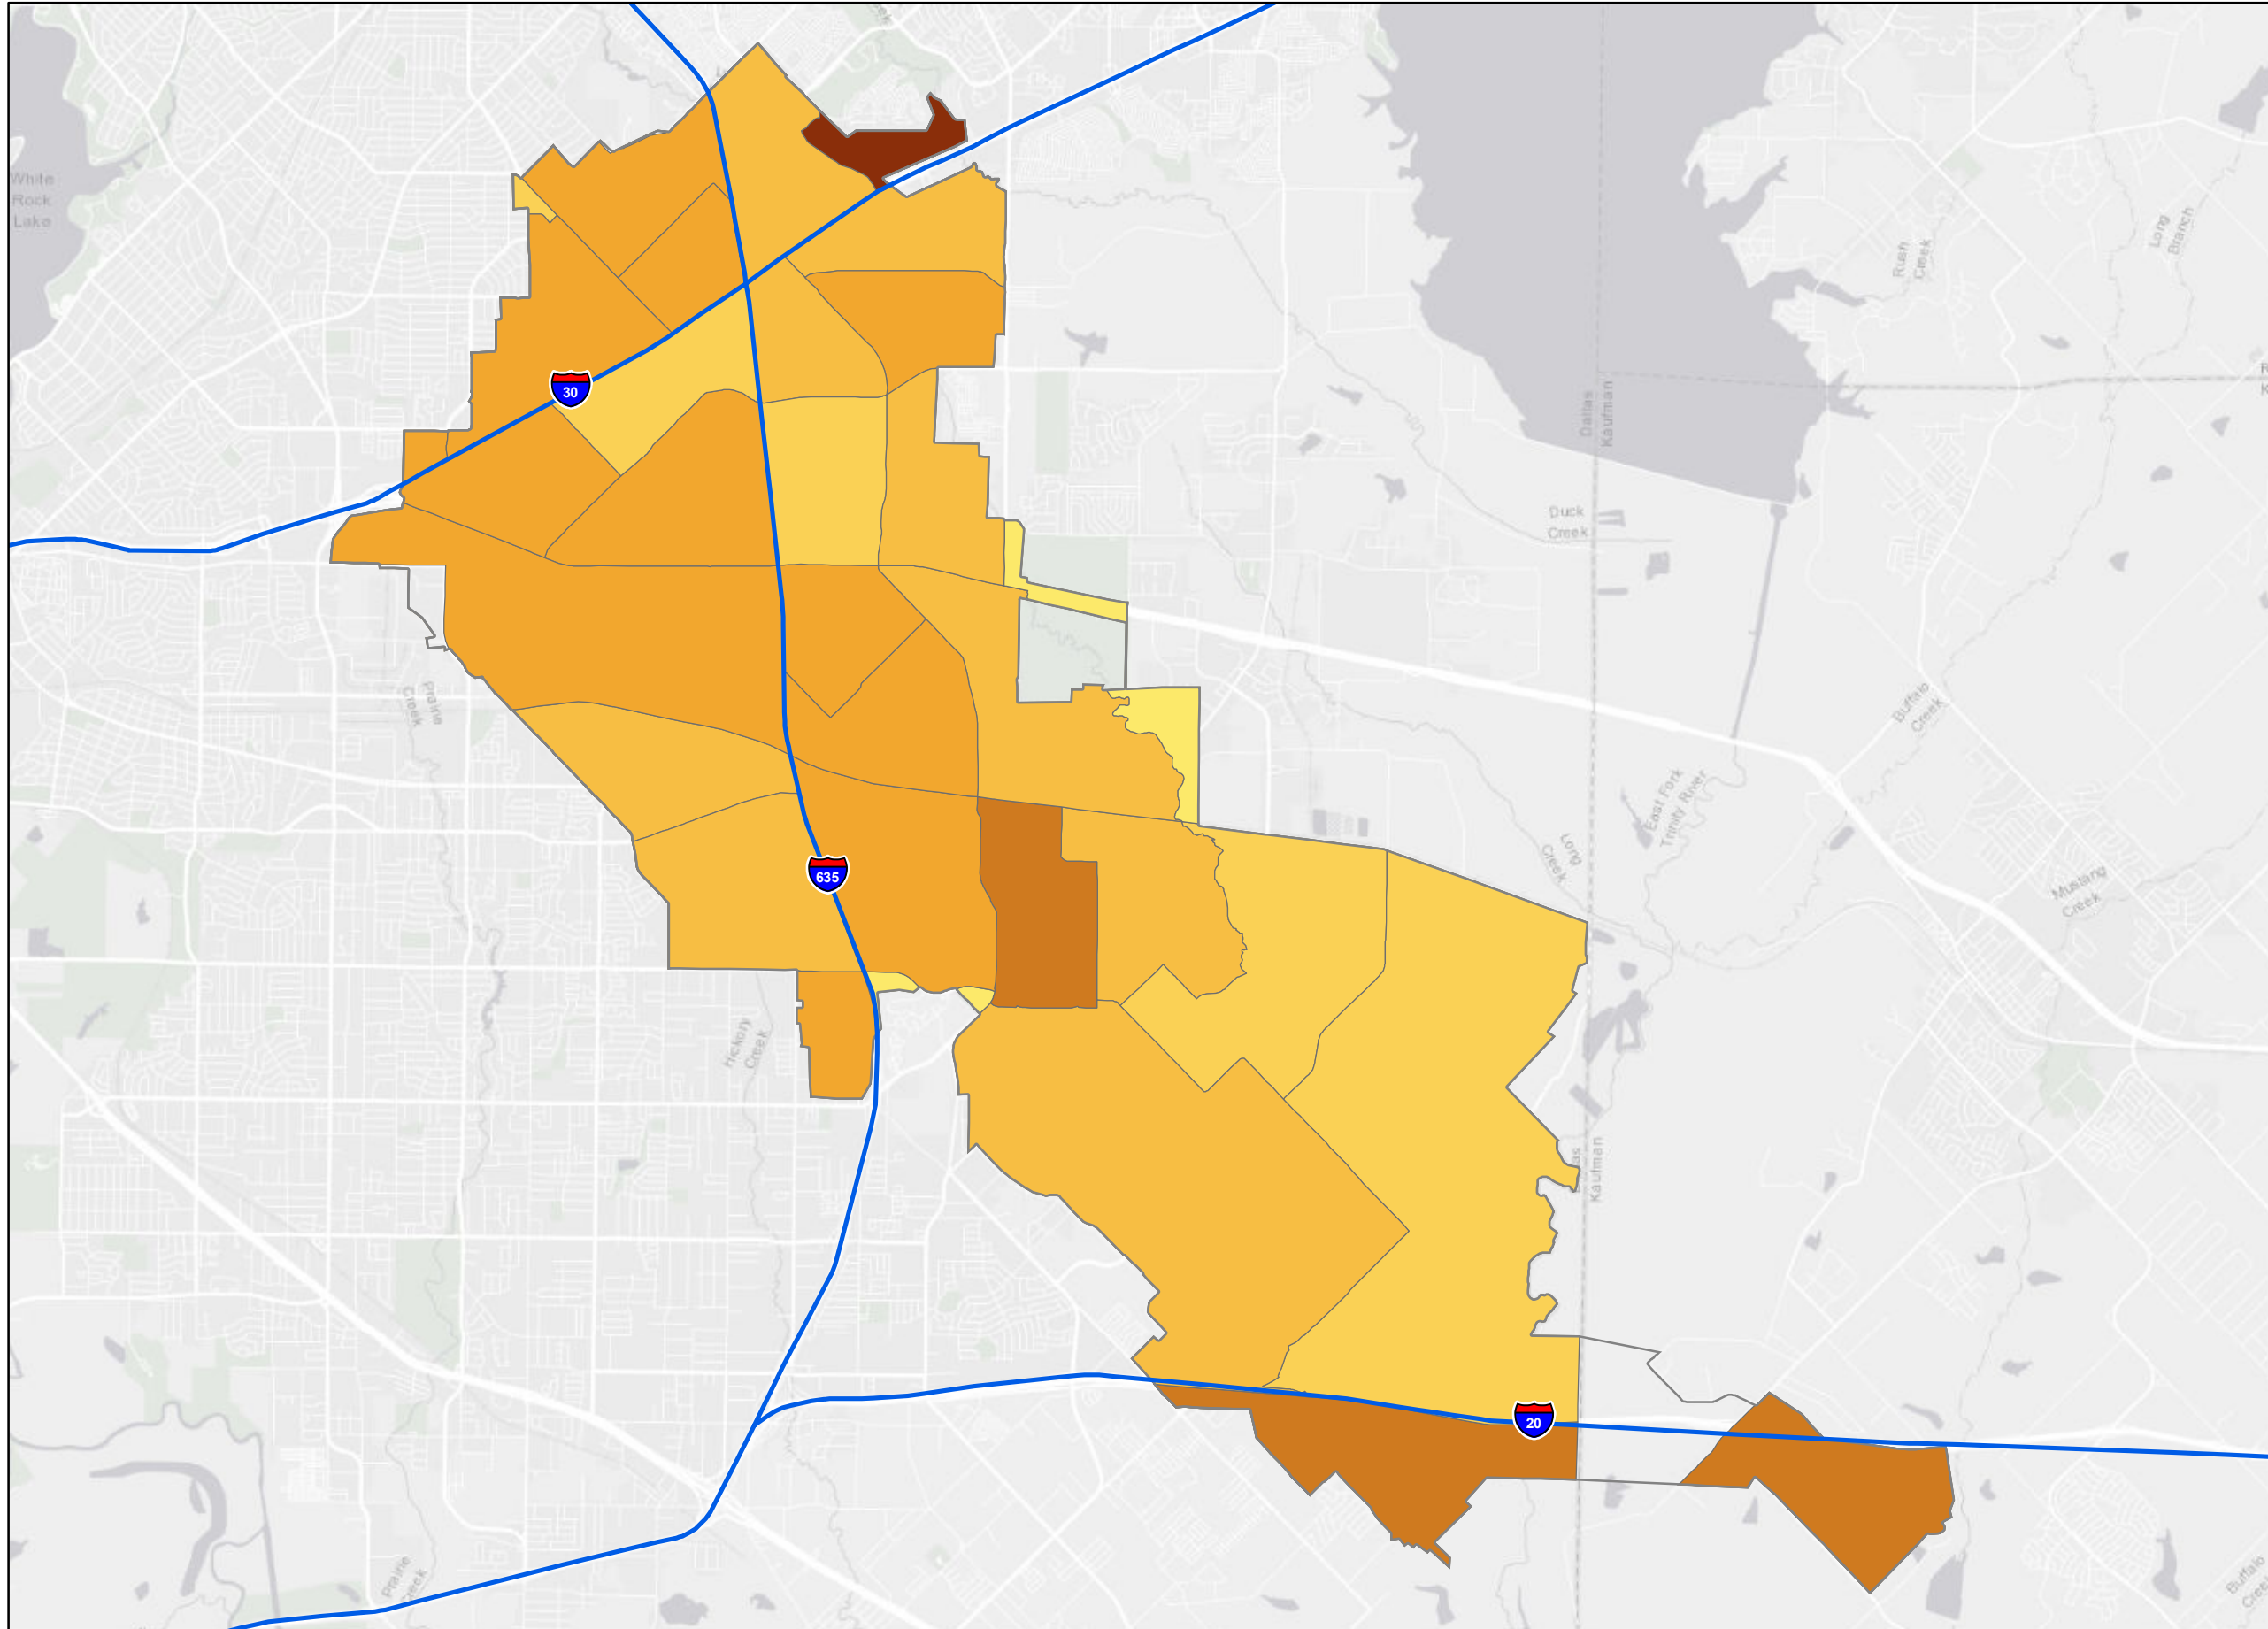 White
Rock
Lake
Long
Branch
Rush
Creek
30
Dallas
Kaufman
Duck
Creek
Prairie
Creek
Buffalo
Creek
East Fork
Trinity River
Long
Creek
Mustang
Creek
635
Hickory
Creek
Kaufman
20
Prairie
Creek
Buffalo